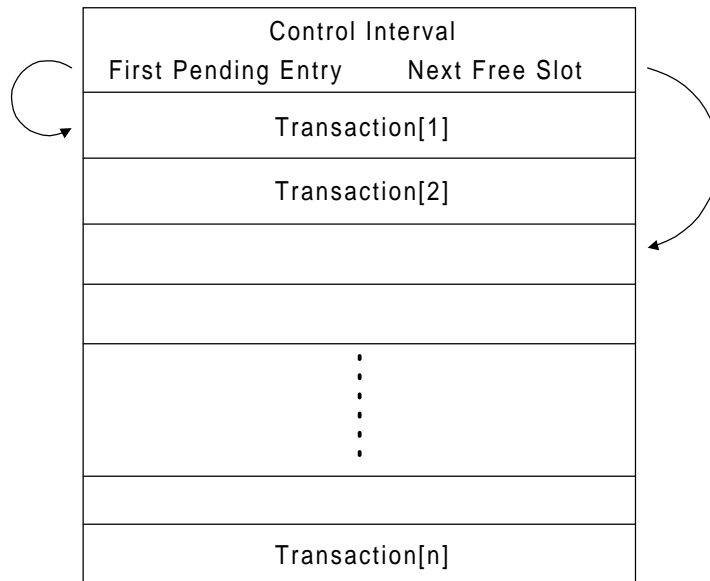 Control Interval
First Pending Entry Next Free Slot
Transaction[1]
Transaction[2]
Transaction[n]